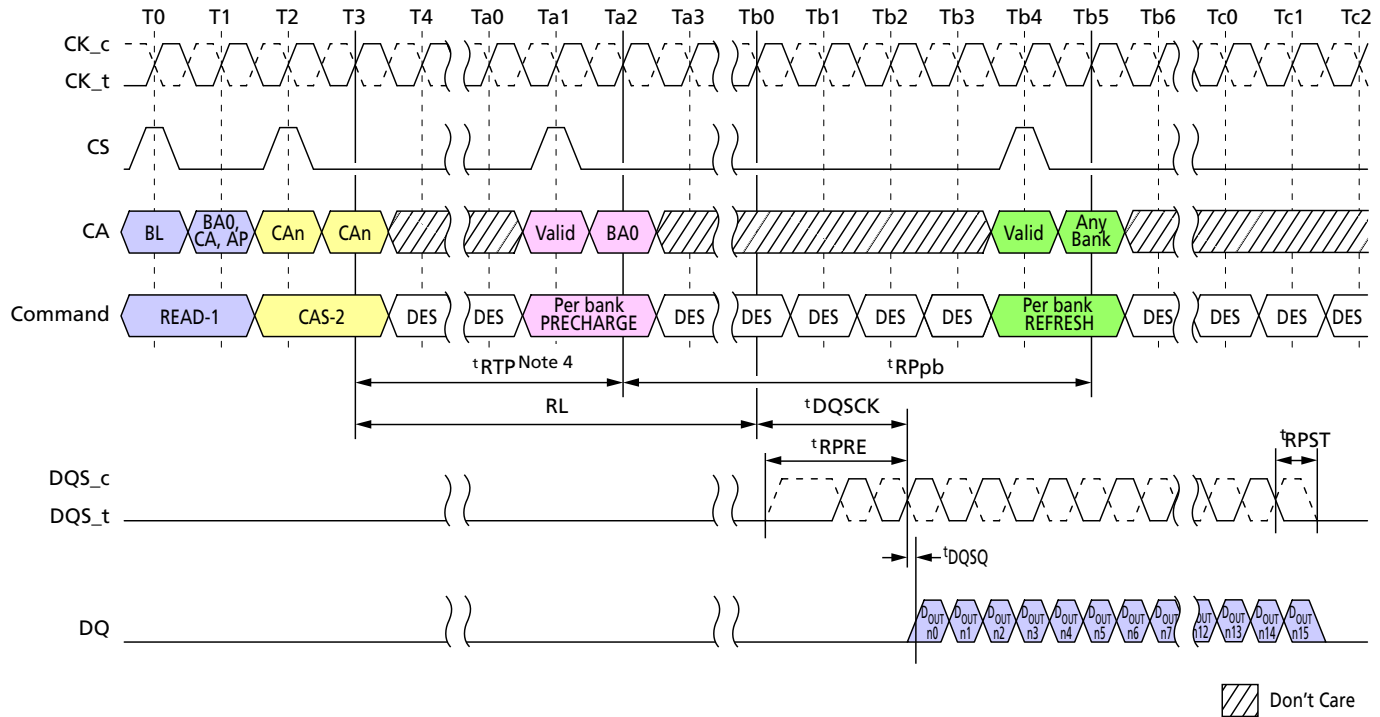 T0 T1 T2 T3 T4 Ta0 Ta1 Ta2 Ta3 Tb0 Tb1 Tb2 Tb3 Tb4 Tb5 Tb6 Tc0 Tc1 Tc2
CK_c
CK_t
CS
CA BL BA0, CA, AP CAn CAn Valid BA0 Valid Any Bank
Command READ-1 CAS-2 DES DES Per bank PRECHARGE DES DES DES DES DES Per bank REFRESH DES DES DES DES
tRTP Note 4 tRPpb
RL tDQSCK
tRPRE tRPST
DQS_c
DQS_t
tDQSQ
DQ DOUT n0 DOUT n1 DOUT n2 DOUT n3 DOUT n4 DOUT n5 DOUT n6 DOUT n7 DOUT n12 DOUT n13 DOUT n14 DOUT n15
Don't Care